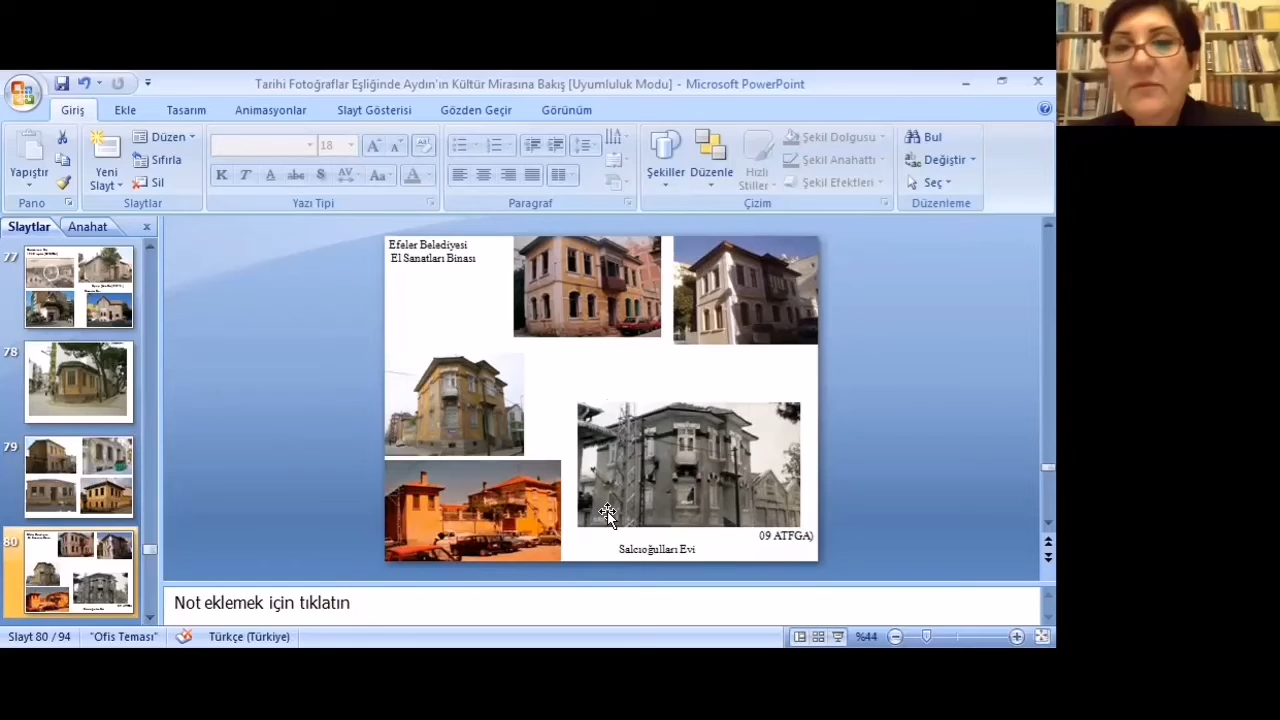 Tarihi Fotoğraflar Eşliğinde Aydın'ın Kültür Mirasına Bakış [Uyumluluk Modu] - Microsoft PowerPoint
Giriş
Ekle
Tasarım
Animasyonlar
Slayt Gösterisi
Gözden Geçir
Görünüm
Yapıştır
Yeni
Slayt
Düzen
Sıfırla
Sil
18
K T A abc S AV Aa A
Şekiller
Düzenle
Hızlı
Stiller
Şekil Dolgusu
Şekil Anahattı
Şekil Efektleri
Bul
Değiştir
Seç
Pano
Slaytlar
Yazı Tipi
Paragraf
Çizim
Düzenleme
Slaytlar
Anahat
77
78
79
80
Efeler Belediyesi
El Sanatları Binası
09 ATFGA)
Salcıoğulları Evi
Not eklemek için tıklatın
Slayt 80 / 94
"Ofis Teması"
Türkçe (Türkiye)
%44